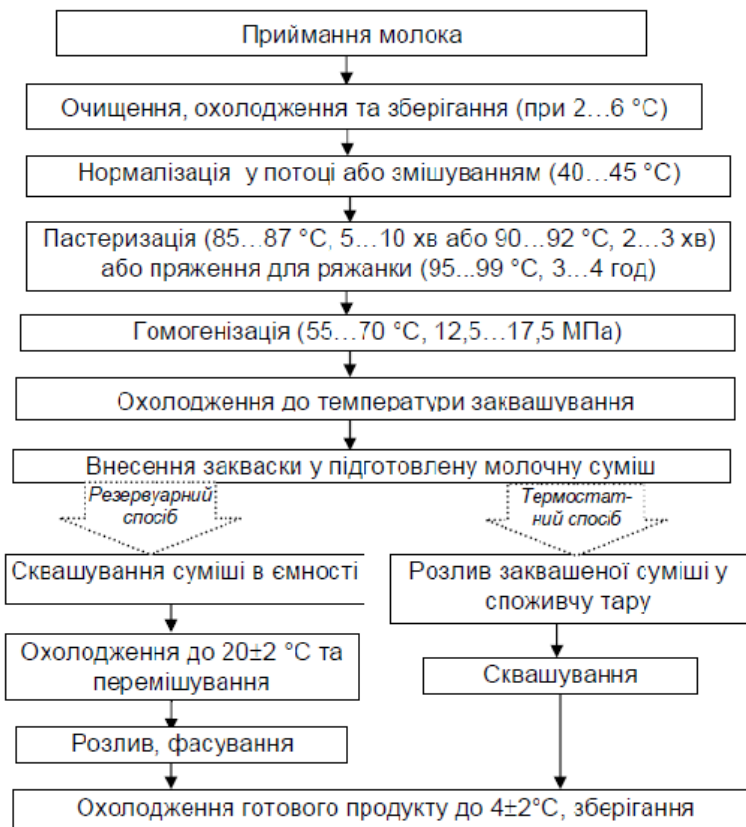 Приймання молока
Очищення, охолодження та зберігання (при 2...6 °С)
Нормалізація у потоці або змішуванням (40...45 °С)
Пастеризація (85...87 °С, 5...10 хв або 90...92 °С, 2...3 хв)
або пряження для ряжанки (95...99 °С, 3...4 год)
Гомогенізація (55...70 °С, 12,5...17,5 МПа)
Охолодження до температури заквашування
Внесення закваски у підготовлену молочну суміш
Резервуарний
спосіб
Термостат-
ний спосіб
Сквашування суміші в ємності
Розлив заквашеної суміші у
споживчу тару
Охолодження до 20±2 °С та
перемішування
Сквашування
Розлив, фасування
Охолодження готового продукту до 4±2°С, зберігання